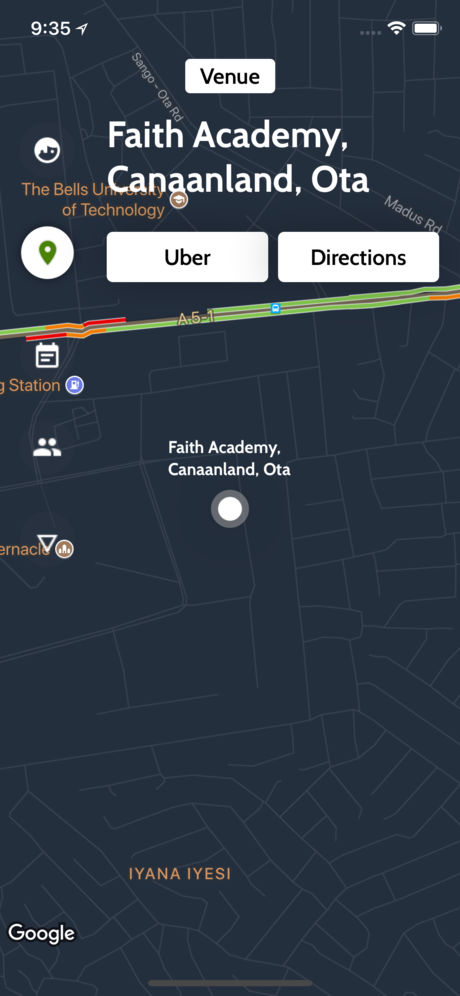 9:35
Venue
Sango - Ota Rd
Faith Academy,
Canaanland, Ota
The Bells University
of Technology
Madus Rd
Uber
Directions
A-5-1
g Station
Faith Academy,
Canaanland, Ota
ernacle
IYANA IYESI
Google